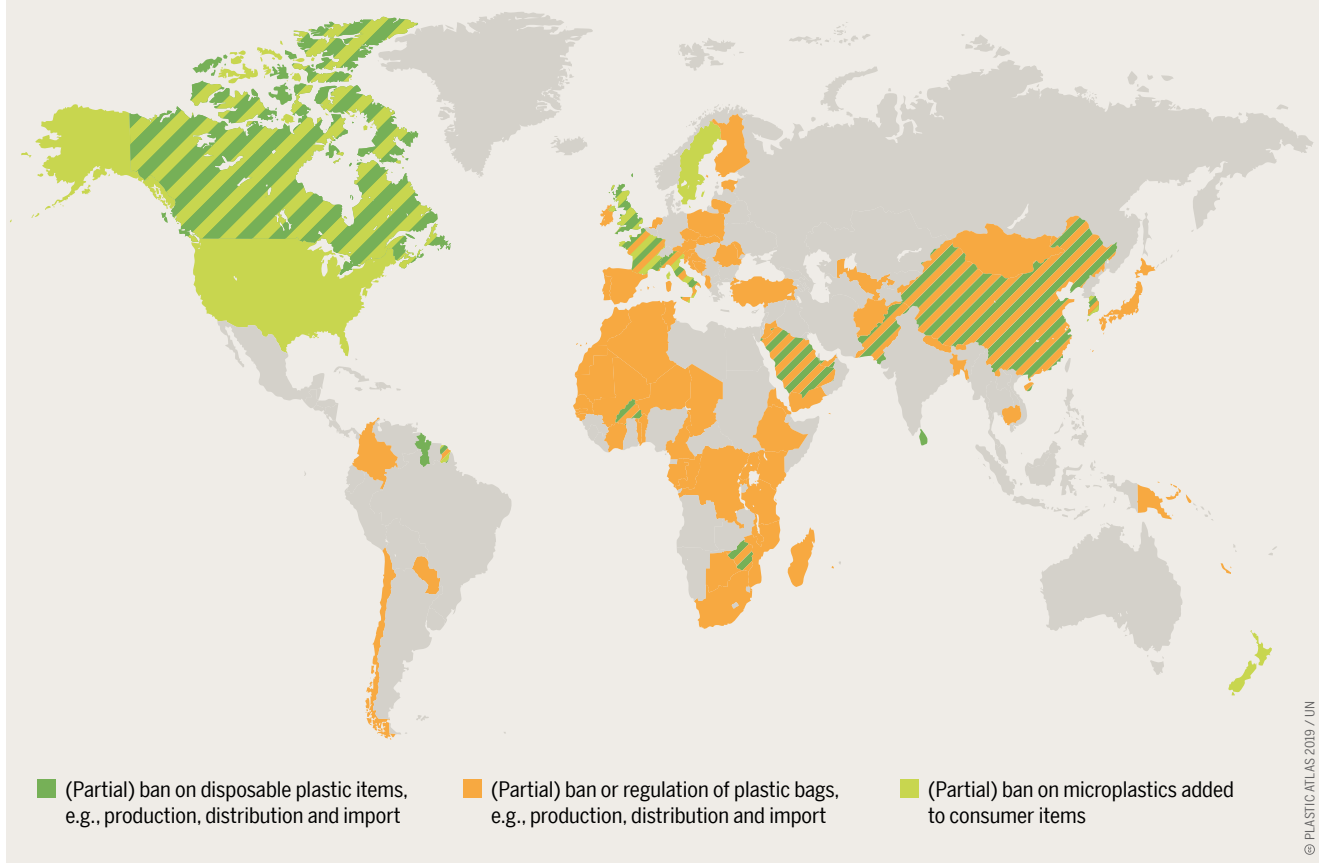 (Partial) ban on disposable plastic items,
e.g., production, distribution and import
(Partial) ban or regulation of plastic bags,
e.g., production, distribution and import
(Partial) ban on microplastics added
to consumer items
PLASTIC ATLAS 2019 / UN